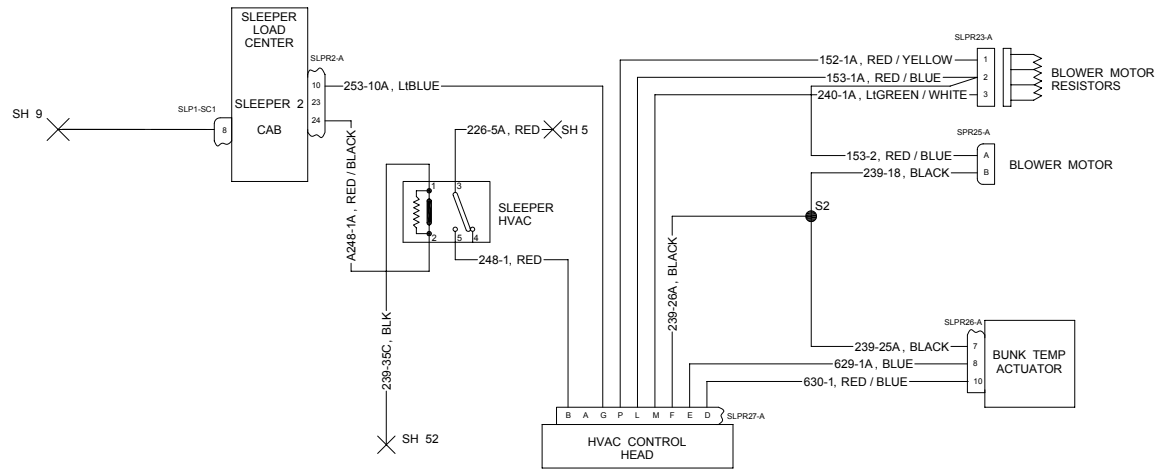 SLEEPER
LOAD
CENTER
SLPR2-A
10
SLEEPER 2
23
24
CAB
SLP1-SC1
8
SH 9
253-10A, LtBLUE
A248-1A, RED / BLACK
226-5A, RED
SH 5
1
3
2
5
4
SLEEPER
HVAC
248-1, RED
239-35C, BLK
SH 52
152-1A, RED / YELLOW
153-1A, RED / BLUE
240-1A, LtGREEN / WHITE
SLPR23-A
1
2
3
BLOWER MOTOR
RESISTORS
SPR25-A
153-2, RED / BLUE
A
239-18, BLACK
B
BLOWER MOTOR
S2
239-26A, BLACK
SLPR26-A
239-25A, BLACK
7
629-1A, BLUE
8
630-1, RED / BLUE
10
BUNK TEMP
ACTUATOR
B A G P L M F E D
SLPR27-A
HVAC CONTROL
HEAD